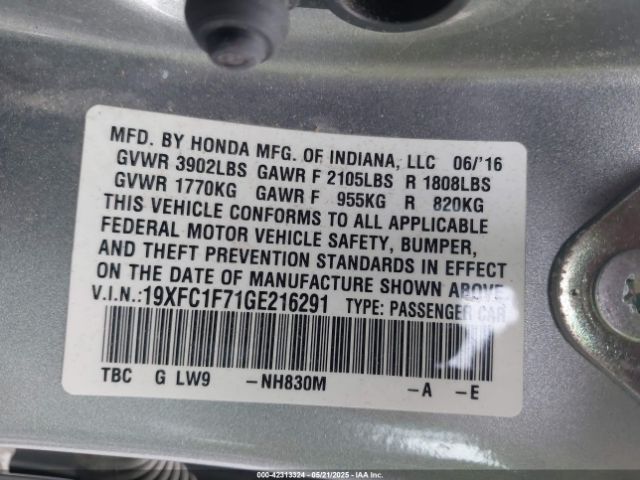 MFD. BY HONDA MFG. OF INDIANA, LLC 06/'16
GVWR 3902LBS GAWR F 2105LBS R 1808LBS
GVWR 1770KG GAWR F 955KG R 820KG
THIS VEHICLE CONFORMS TO ALL APPLICABLE
FEDERAL MOTOR VEHICLE SAFETY, BUMPER,
AND THEFT PREVENTION STANDARDS IN EFFECT
ON THE DATE OF MANUFACTURE SHOWN ABOVE.
V.I.N.:19XFC1F71GE216291 TYPE: PASSENGER CAR
TBC G LW9 -NH830M -A -E
000-42313324 - 05/21/2025 - IAA Inc.